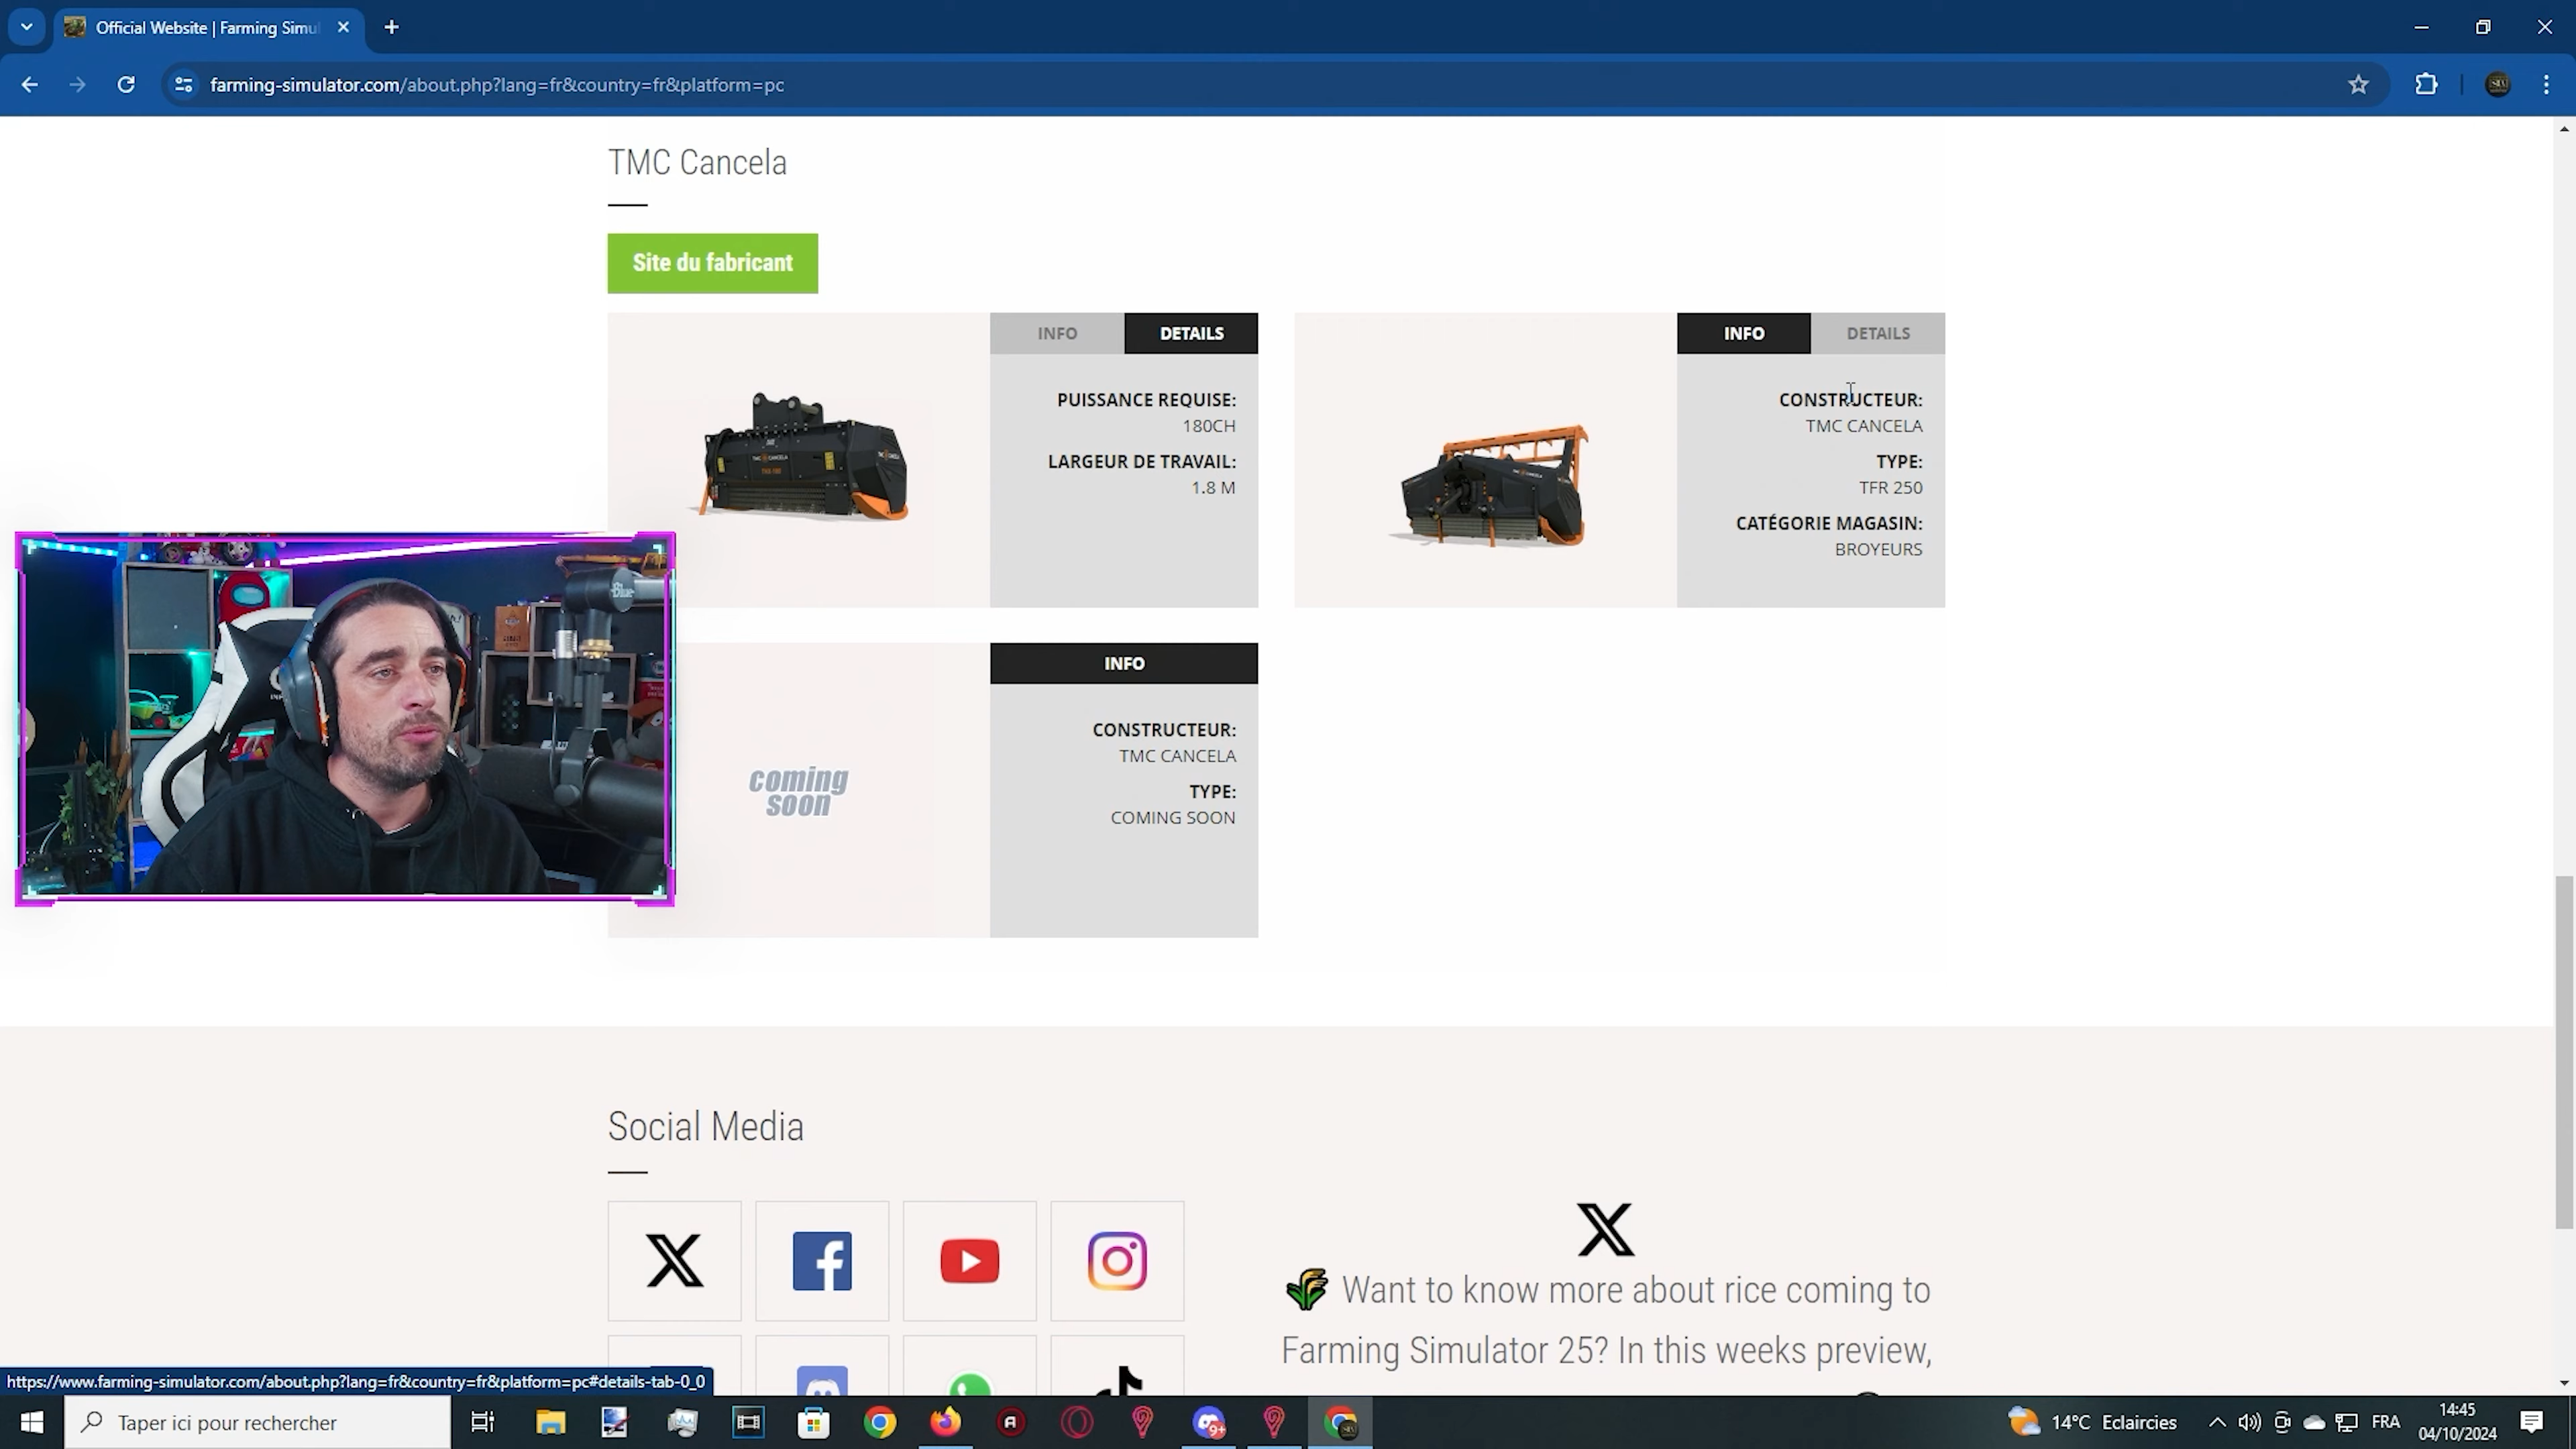 Official Website | Farming Simu
farming-simulator.com/about.php?lang=fr&country=fr&platform=pc
TMC Cancela
Site du fabricant
INFO
DETAILS
PUISSANCE REQUISE:
180CH
LARGEUR DE TRAVAIL:
1.8 M
INFO
DETAILS
CONSTRUCTEUR:
TMC CANCELA
TYPE:
TFR 250
CATÉGORIE MAGASIN:
BROYEURS
coming
soon
INFO
CONSTRUCTEUR:
TMC CANCELA
TYPE:
COMING SOON
Social Media
Want to know more about rice coming to
Farming Simulator 25? In this weeks preview,
https://www.farming-simulator.com/about.php?lang=fr&country=fr&platform=pc#details-tab-0_0
Taper ici pour rechercher
9+
14°C Eclaircies
FRA
14:45
04/10/2024